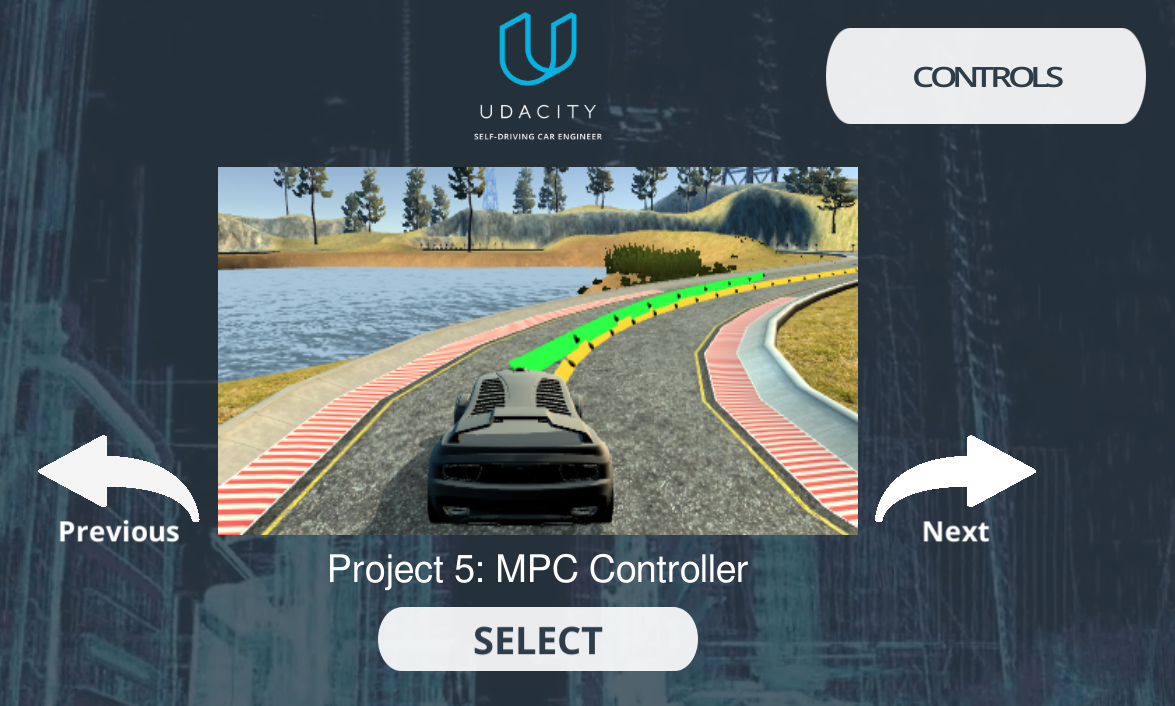 UDACITY
SELF-DRIVING CAR ENGINEER
CONTROLS
Previous
Next
Project 5: MPC Controller
SELECT